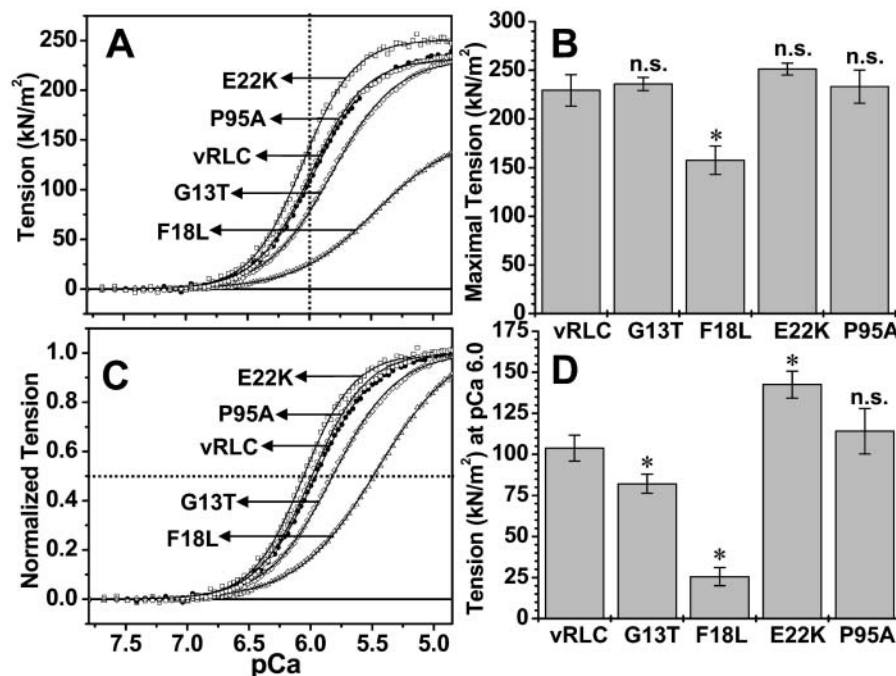 A
Tension (kN/m²)
250
200
150
100
50
0
E22K
P95A
vRLC
G13T
F18L
B
Maximal Tension (kN/m²)
300
250
200
150
100
50
0
n.s.
*
n.s.
n.s.
vRLC G13T F18L E22K P95A
C
Normalized Tension
1.0
0.8
0.6
0.4
0.2
0.0
E22K
P95A
vRLC
G13T
F18L
7.5 7.0 6.5 6.0 5.5 5.0
pCa
D
Tension (kN/m²) at pCa 6.0
175
150
125
100
75
50
25
0
*
*
*
n.s.
vRLC G13T F18L E22K P95A